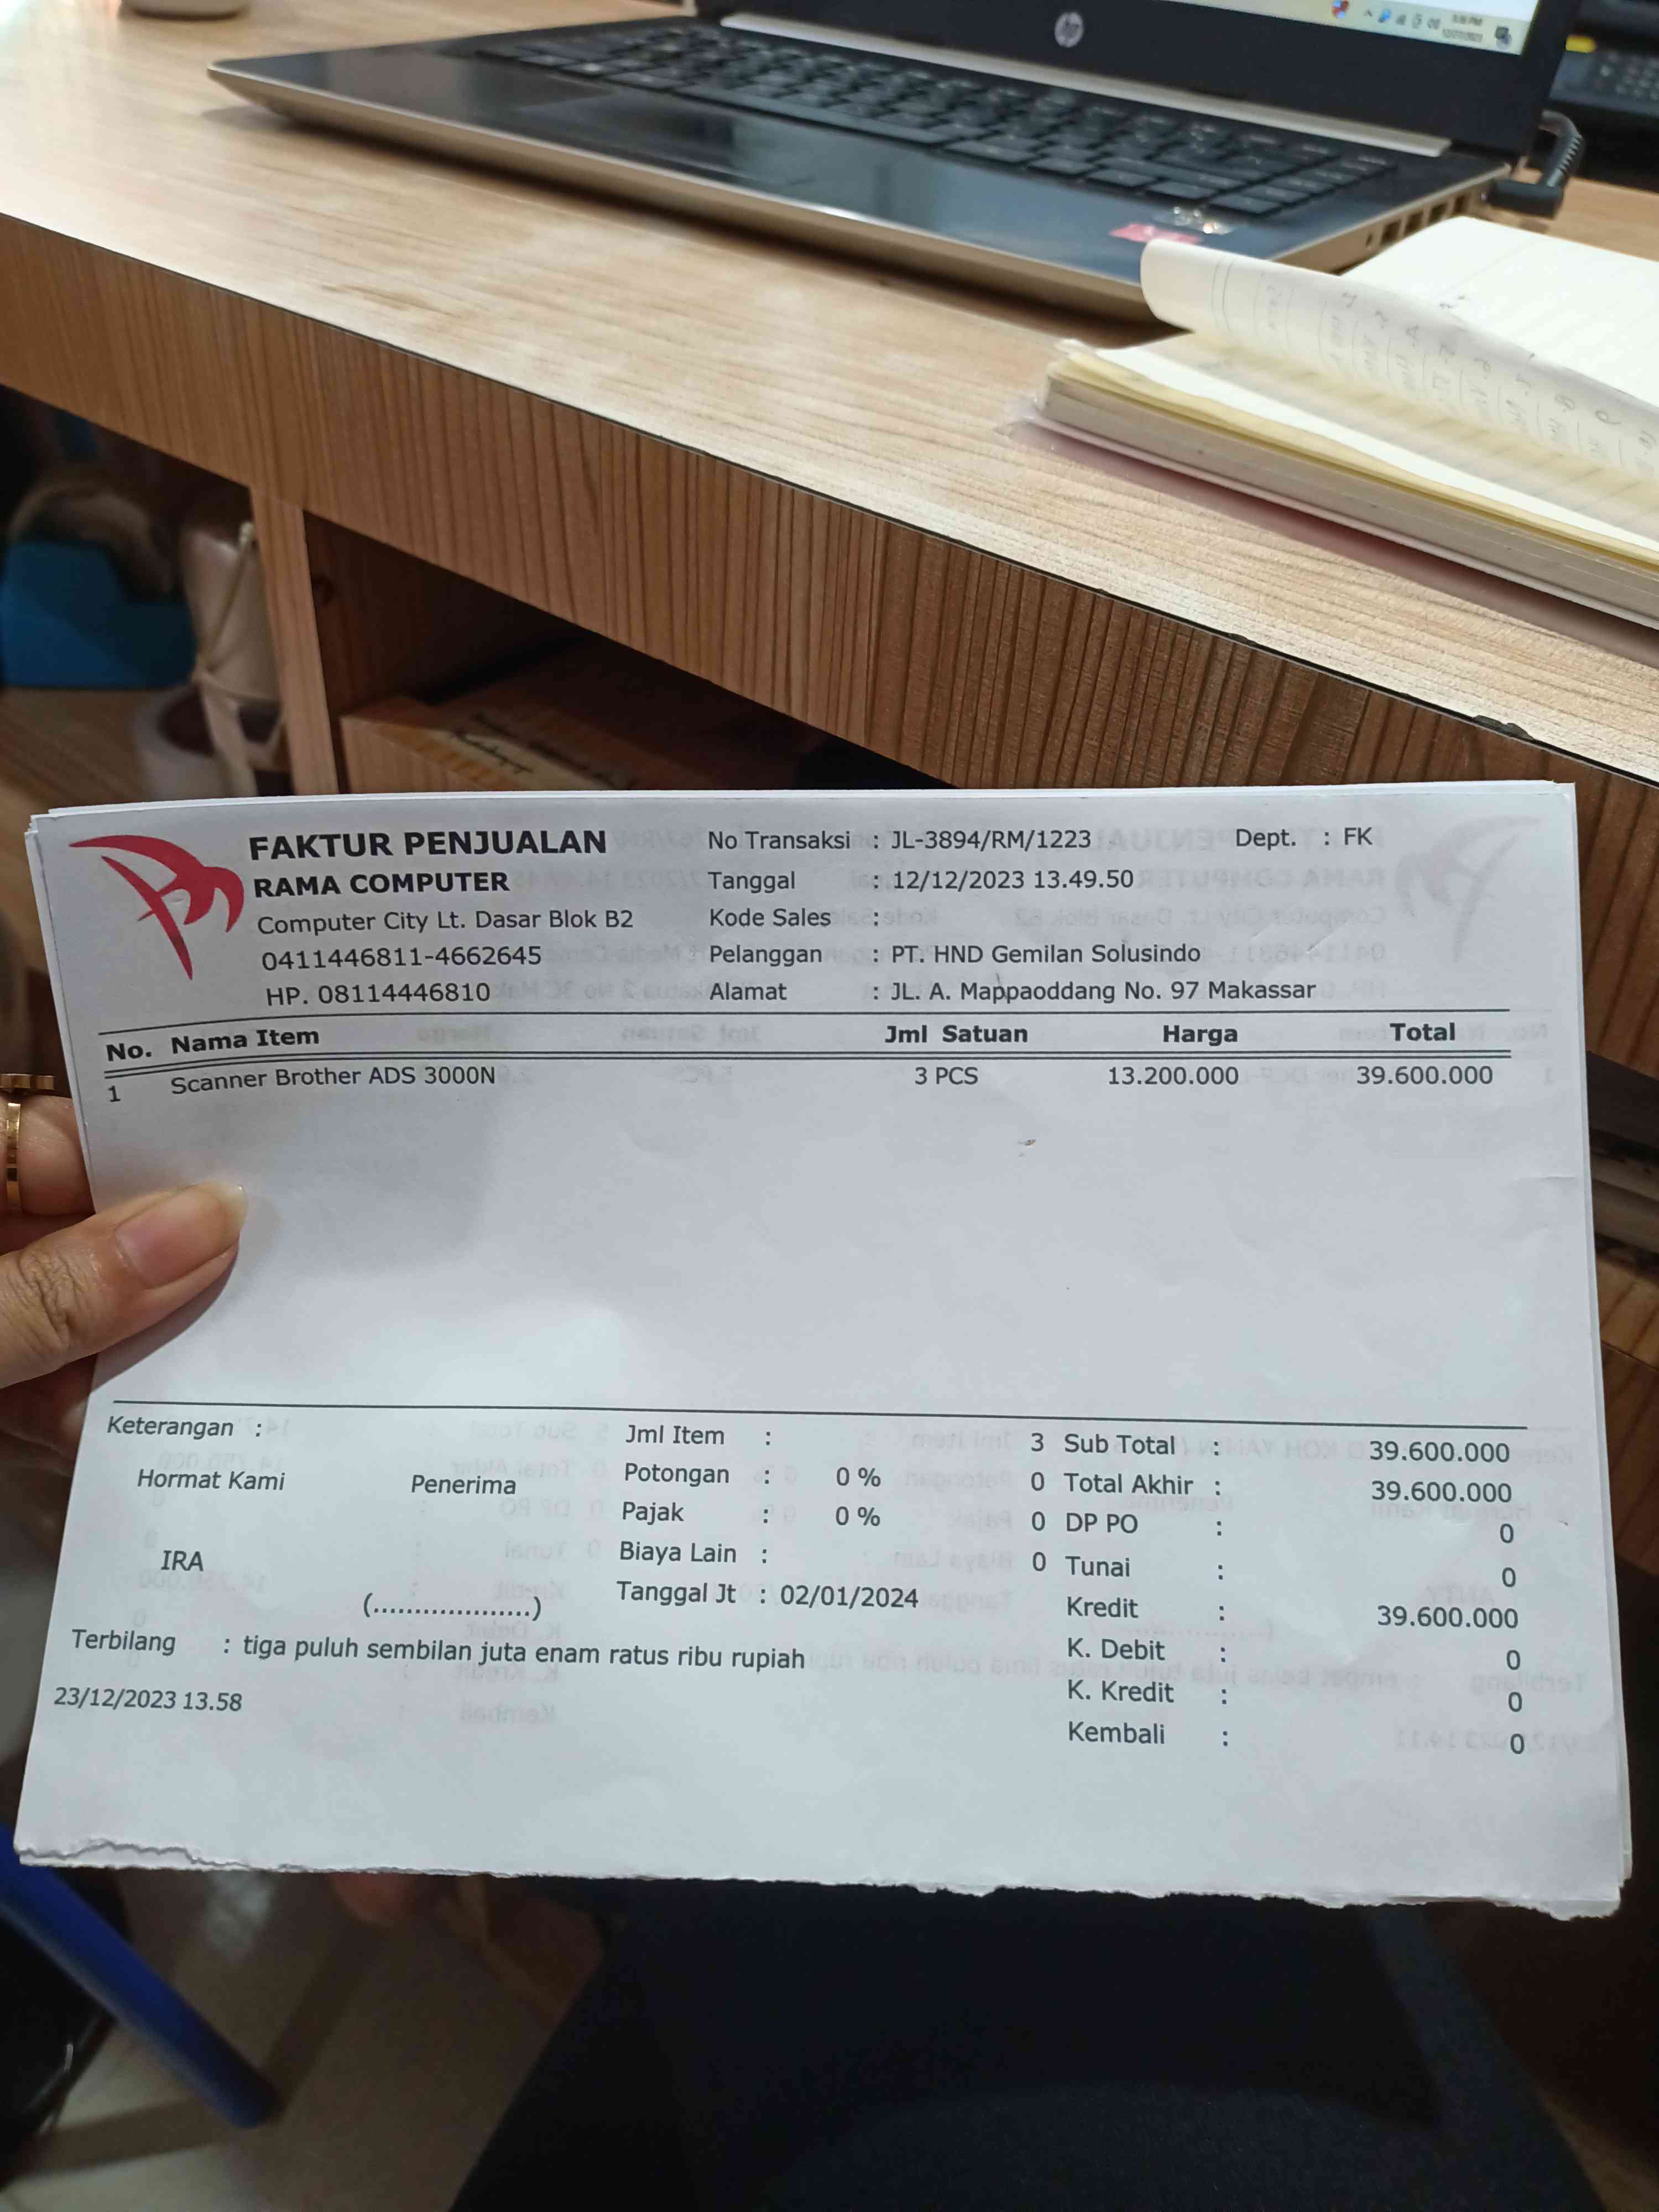 hp
FAKTUR PENJUALAN
RAMA COMPUTER
Computer City Lt. Dasar Blok B2
0411446811-4662645
HP. 08114446810
No Transaksi : JL-3894/RM/1223 Dept. : FK
Tanggal : 12/12/2023 13.49.50
Kode Sales :
Pelanggan : PT. HND Gemilan Solusindo
Alamat : JL. A. Mappaoddang No. 97 Makassar
No. Nama Item Jml Satuan Harga Total
1 Scanner Brother ADS 3000N 3 PCS 13.200.000 39.600.000
Keterangan :
Hormat Kami Penerima
IRA
(...................)
Jml Item : 3
Potongan : 0 % 0
Pajak : 0 % 0
Biaya Lain : 0
Tanggal Jt : 02/01/2024
Sub Total : 39.600.000
Total Akhir : 39.600.000
DP PO : 0
Tunai : 0
Kredit : 39.600.000
K. Debit : 0
K. Kredit : 0
Kembali : 0
Terbilang : tiga puluh sembilan juta enam ratus ribu rupiah
23/12/2023 13.58